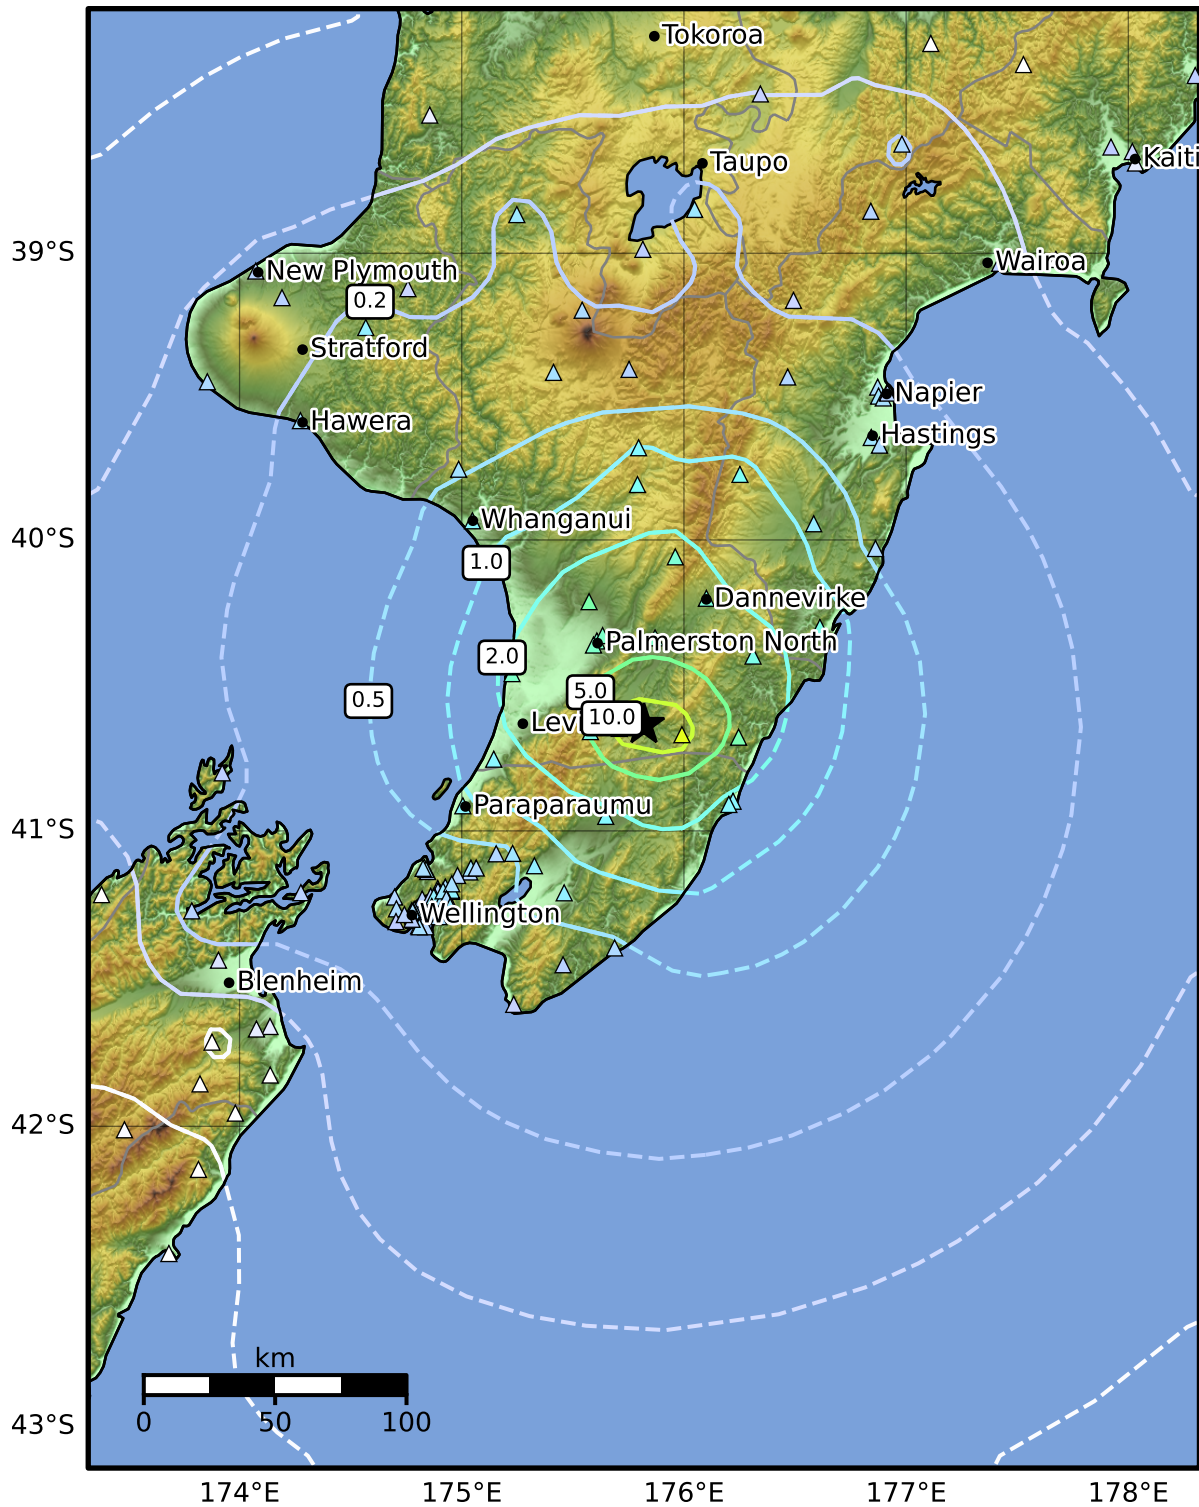 Tokoroa
Taupo
Kaiti
39°S
New Plymouth
Wairoa
0.2
Stratford
Napier
Hawera
Hastings
Whanganui
40°S
1.0
Dannevirke
Palmerston North
2.0
5.0
0.5
10.0
Levi
Paraparaumu
41°S
Wellington
Blenheim
42°S
km
0 50 100
43°S
174°E 175°E 176°E 177°E 178°E